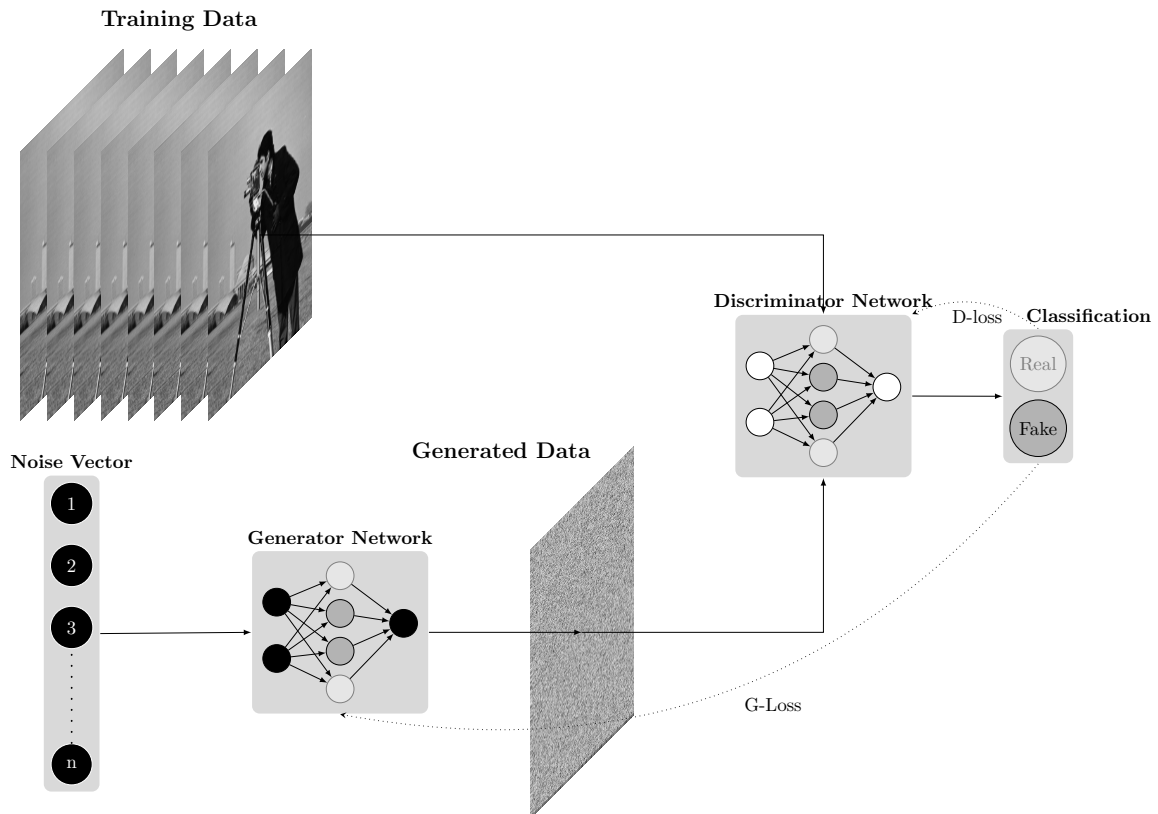 Training Data
Discriminator Network
D-loss
Classification
Real
Fake
Generated Data
Noise Vector
1
2
3
n
Generator Network
G-Loss